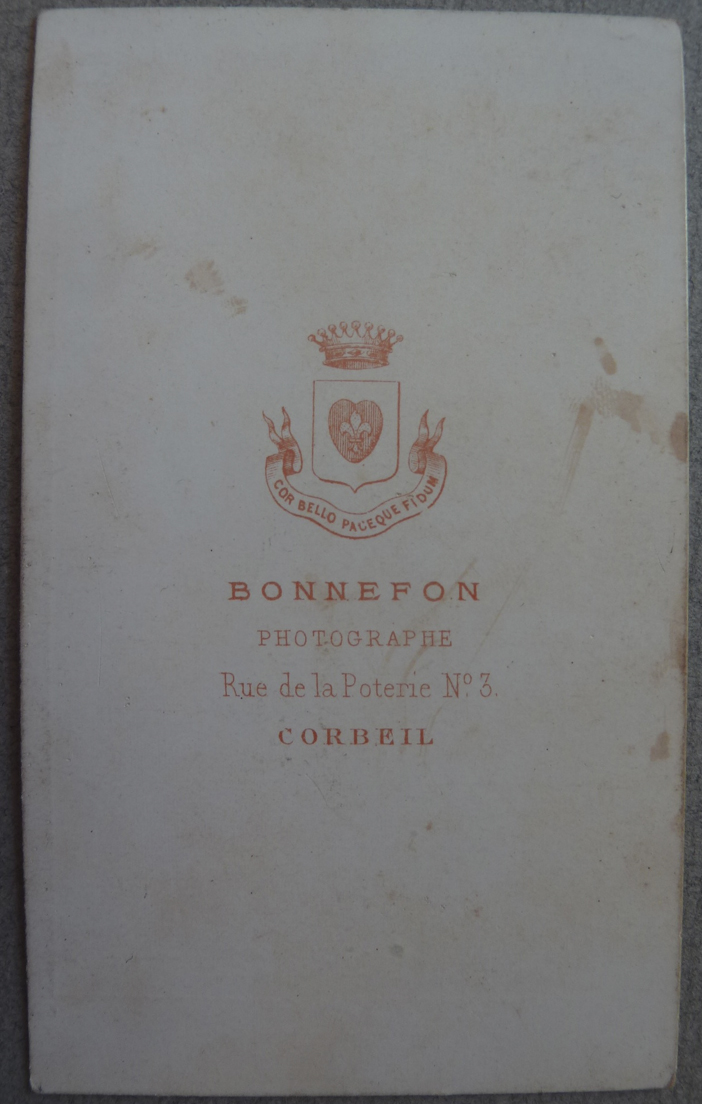 COR BELLO PACEQUE FIDUM
BONNEFON
PHOTOGRAPHE
Rue de la Poterie Nº 3.
CORBEIL